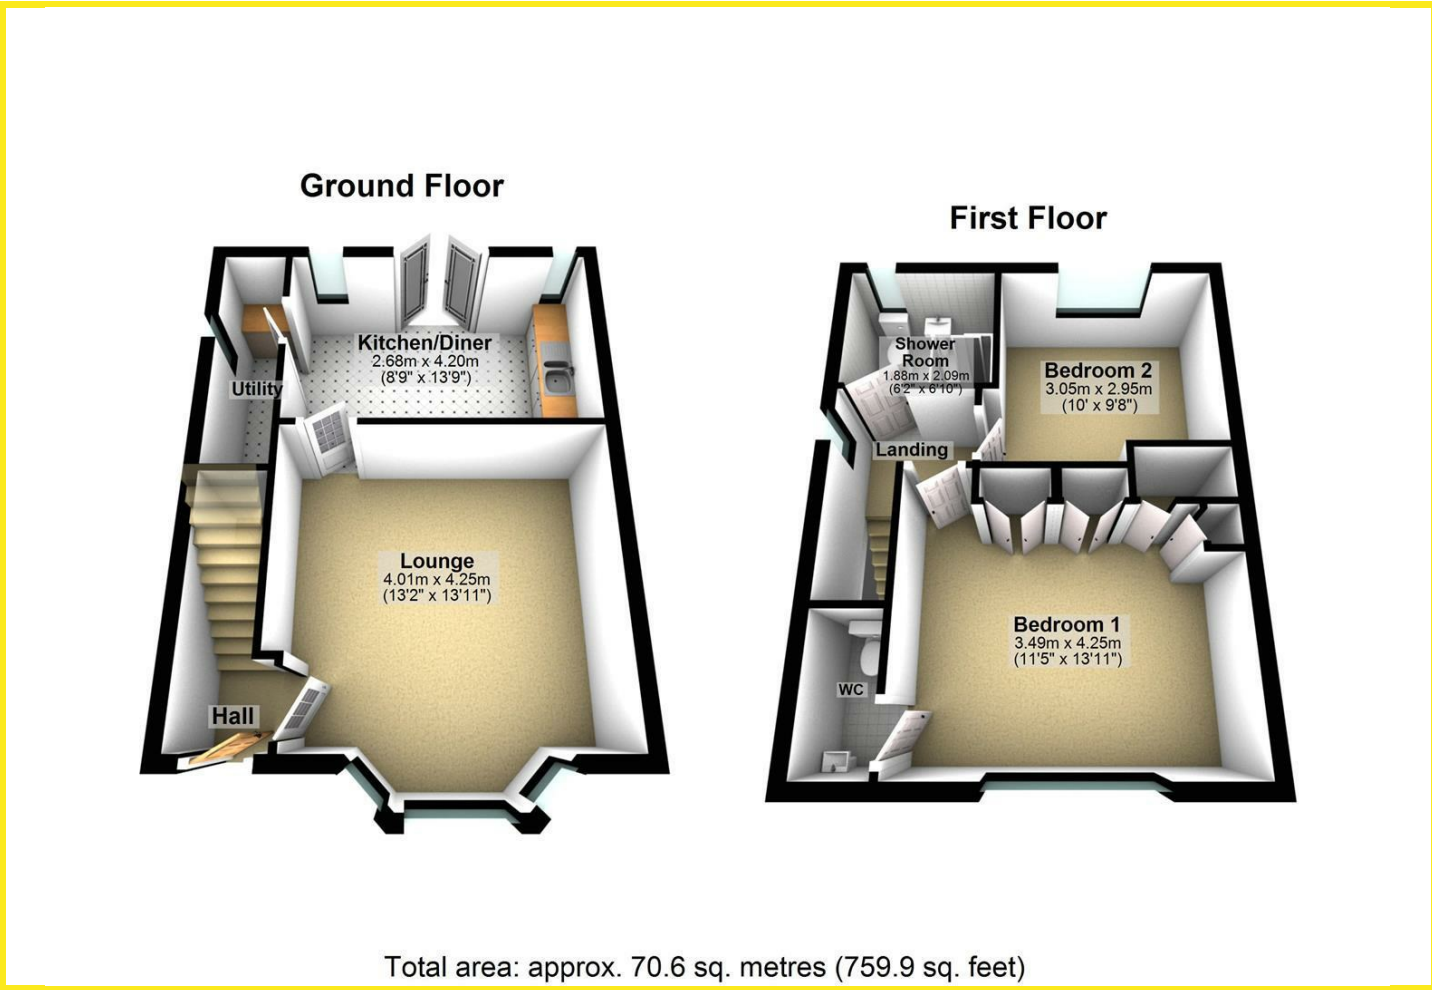 Ground Floor
Kitchen/Diner
2.68m x 4.20m
(8'9" x 13'9")
Utility
Lounge
4.01m x 4.25m
(13'2" x 13'11")
Hall
First Floor
Shower
Room
1.88m x 2.09m
(6'2" x 6'10")
Bedroom 2
3.05m x 2.95m
(10' x 9'8")
Landing
Bedroom 1
3.49m x 4.25m
(11'5" x 13'11")
WC
Total area: approx. 70.6 sq. metres (759.9 sq. feet)